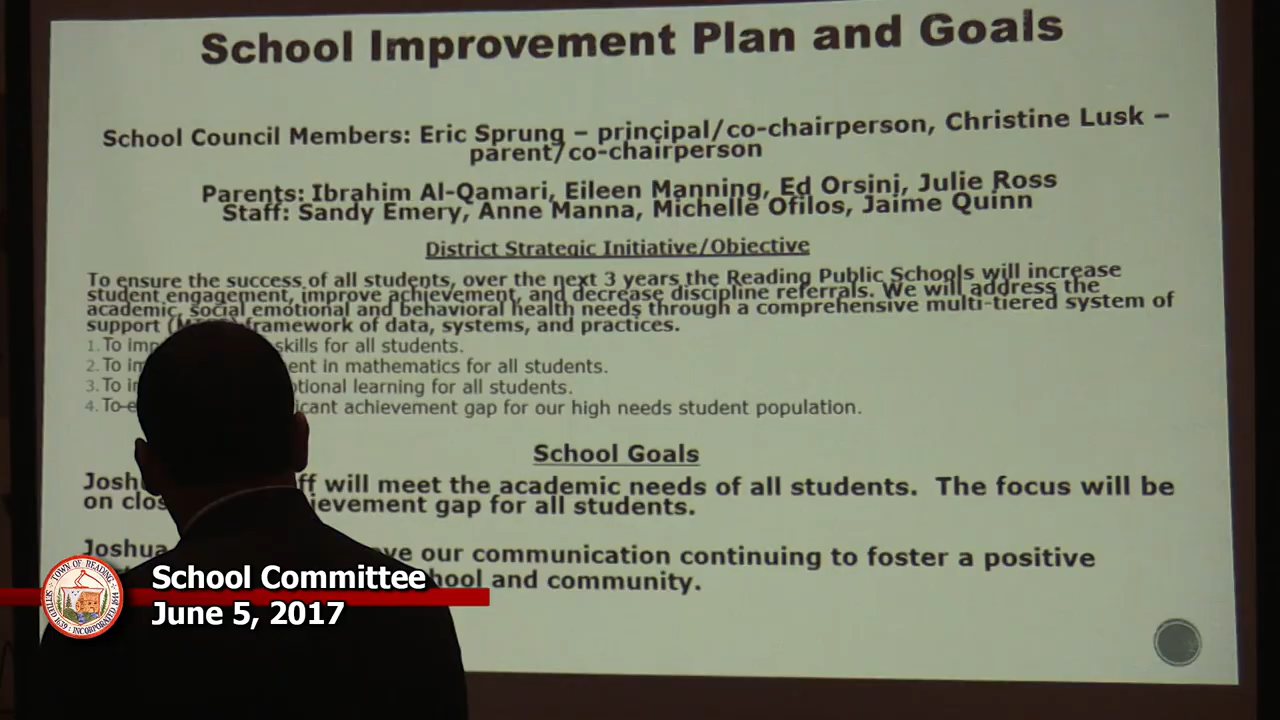 School Improvement Plan and Goals
School Council Members: Eric Sprung – principal/co-chairperson, Christine Lusk –
parent/co-chairperson
Parents: Ibrahim Al-Qamari, Eileen Manning, Ed Orsini, Julie Ross
Staff: Sandy Emery, Anne Manna, Michelle Ofilos, Jaime Quinn
District Strategic Initiative/Objective
To ensure the success of all students, over the next 3 years the Reading Public Schools will increase
student engagement, improve achievement, and decrease discipline referrals. We will address the
academic, social emotional and behavioral health needs through a comprehensive multi-tiered system of
support framework of data, systems, and practices.
1. To skills for all students.
2. To in mathematics for all students.
3. To learning for all students.
4. To achievement gap for our high needs student population.
School Goals
will meet the academic needs of all students. The focus will be
on gap for all students.
Joshua our communication continuing to foster a positive
and community.
School Committee
June 5, 2017
TOWN OF READING
SETTLED 1639 INCORPORATED 1644